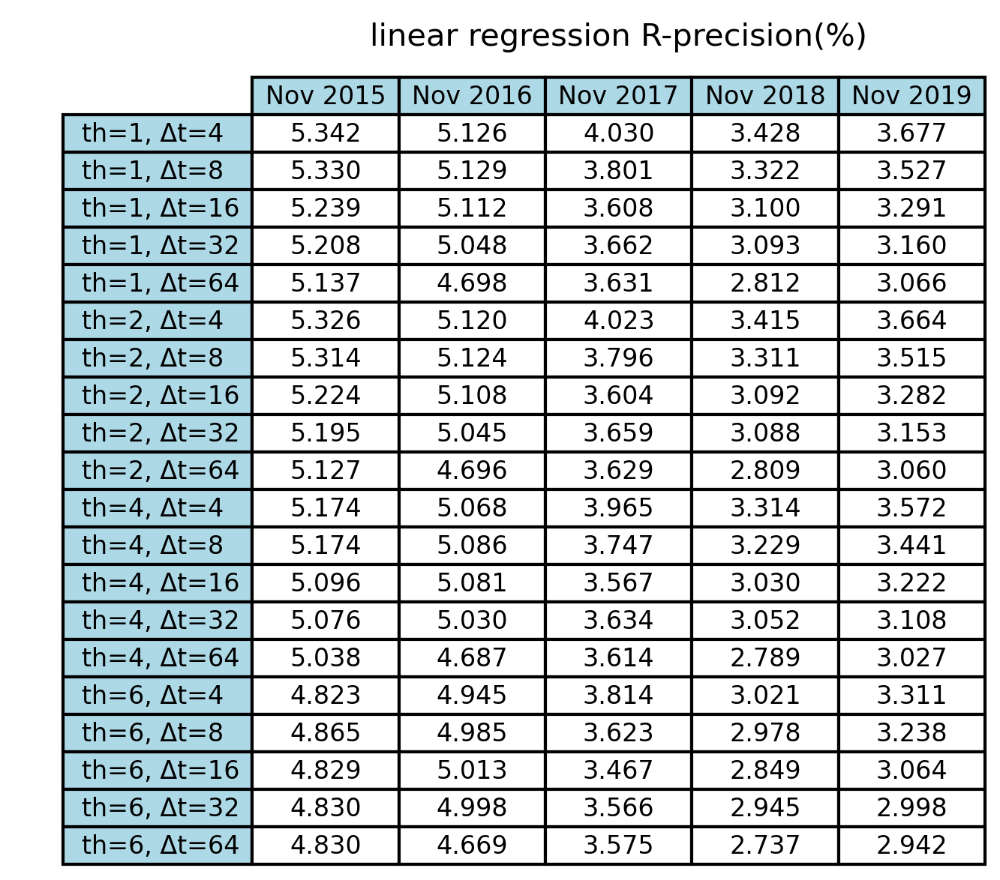 linear regression R-precision(%)
Nov 2015 Nov 2016 Nov 2017 Nov 2018 Nov 2019
th=1, Δt=4 5.342 5.126 4.030 3.428 3.677
th=1, Δt=8 5.330 5.129 3.801 3.322 3.527
th=1, Δt=16 5.239 5.112 3.608 3.100 3.291
th=1, Δt=32 5.208 5.048 3.662 3.093 3.160
th=1, Δt=64 5.137 4.698 3.631 2.812 3.066
th=2, Δt=4 5.326 5.120 4.023 3.415 3.664
th=2, Δt=8 5.314 5.124 3.796 3.311 3.515
th=2, Δt=16 5.224 5.108 3.604 3.092 3.282
th=2, Δt=32 5.195 5.045 3.659 3.088 3.153
th=2, Δt=64 5.127 4.696 3.629 2.809 3.060
th=4, Δt=4 5.174 5.068 3.965 3.314 3.572
th=4, Δt=8 5.174 5.086 3.747 3.229 3.441
th=4, Δt=16 5.096 5.081 3.567 3.030 3.222
th=4, Δt=32 5.076 5.030 3.634 3.052 3.108
th=4, Δt=64 5.038 4.687 3.614 2.789 3.027
th=6, Δt=4 4.823 4.945 3.814 3.021 3.311
th=6, Δt=8 4.865 4.985 3.623 2.978 3.238
th=6, Δt=16 4.829 5.013 3.467 2.849 3.064
th=6, Δt=32 4.830 4.998 3.566 2.945 2.998
th=6, Δt=64 4.830 4.669 3.575 2.737 2.942